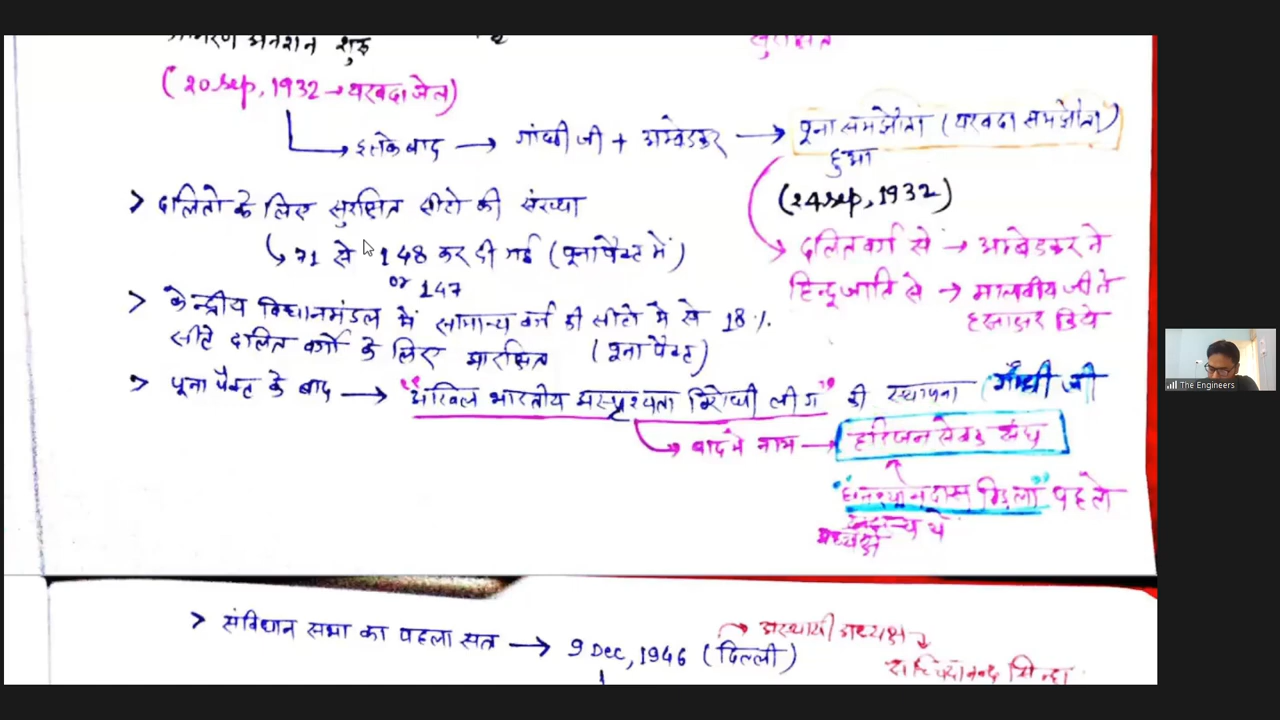 आमरण अनशन शुरू
(20 Sep, 1932 → यरवदा जेल)
इसके बाद → गांधी जी + अम्बेडकर → पूना समझौता (यरवदा समझौता)
हुआ
(24 Sep, 1932)
> दलितो के लिए सुरक्षित सीटो की संख्या
71 से 148 कर दी गई (पूना पैक्ट में)
or 147
दलित वर्ग से → अम्बेडकर ने
हिन्दू जाति से → मालवीय जी ने
हस्ताक्षर किये
> केन्द्रीय विधानमंडल में सामान्य वर्ग की सीटो में से 18%
सीटे दलित वर्गो के लिए आरक्षित (पूना पैक्ट)
> पूना पैक्ट के बाद → "अखिल भारतीय अस्पृश्यता विरोधी लीग" की स्थापना (गाँधी जी
बाद मे नाम → हरिजन सेवक संघ
"घनश्याम दास बिड़ला" पहले
अध्यक्ष थे
> संविधान सभा का पहला सत्र → 9 Dec, 1946 (दिल्ली)
→ अस्थायी अध्यक्ष
सच्चिदानन्द सिन्हा
The Engineers